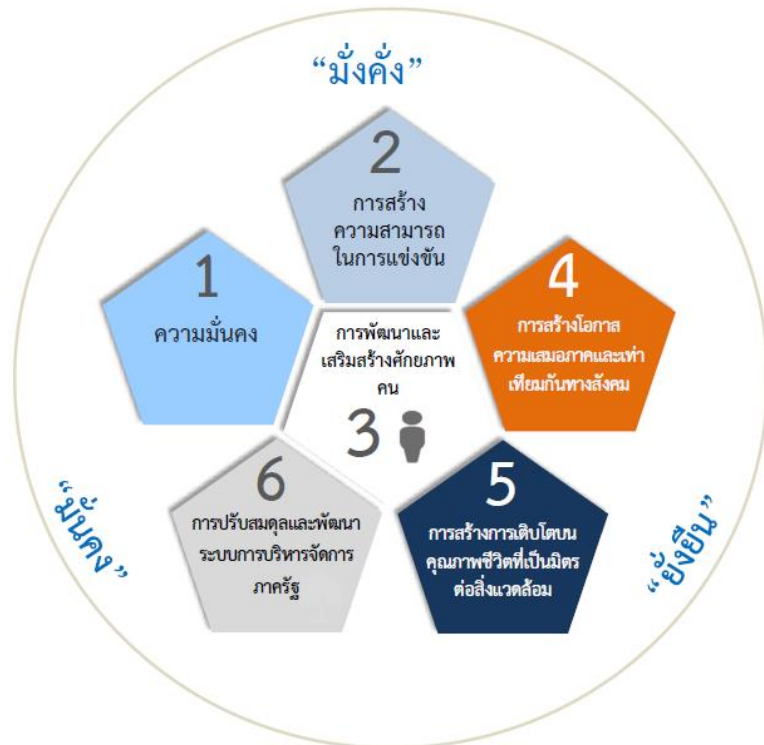 “มั่งคั่ง”
2
การสร้าง
ความสามารถ
ในการแข่งขัน
1
ความมั่นคง
4
การสร้างโอกาส
ความเสมอภาคและเท่า
เทียมกันทางสังคม
การพัฒนาและ
เสริมสร้างศักยภาพ
คน
3
6
การปรับสมดุลและพัฒนา
ระบบการบริหารจัดการ
ภาครัฐ
5
การสร้างการเติบโตบน
คุณภาพชีวิตที่เป็นมิตร
ต่อสิ่งแวดล้อม
“มั่นคง”
“ยั่งยืน”